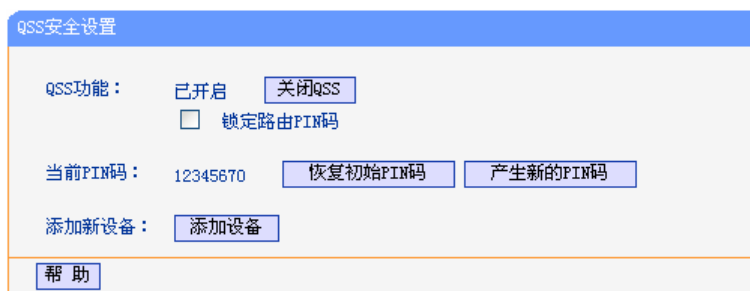 QSS安全设置
QSS功能： 已开启 关闭QSS
锁定路由PIN码
当前PIN码： 12345670 恢复初始PIN码 产生新的PIN码
添加新设备： 添加设备
帮 助